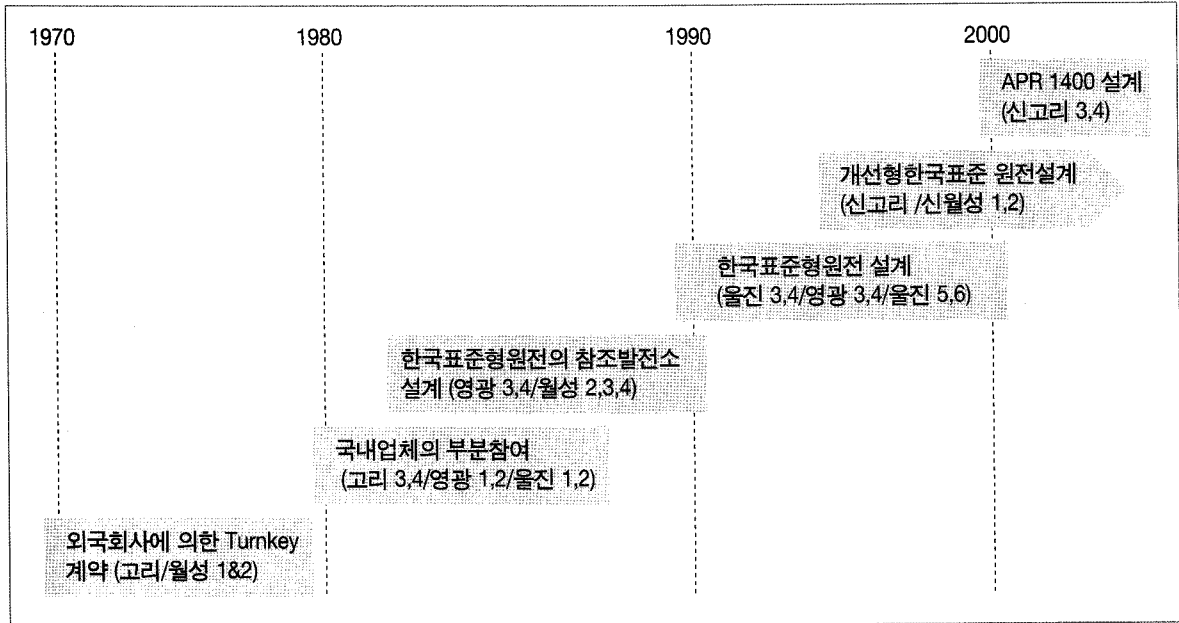 1970 1980 1990 2000
APR 1400 설계
(신고리 3,4)
개선형한국표준 원전설계
(신고리 /신월성 1,2)
한국표준형원전 설계
(울진 3,4/영광 3,4/울진 5,6)
한국표준형원전의 참조발전소
설계 (영광 3,4/월성 2,3,4)
국내업체의 부분참여
(고리 3,4/영광 1,2/울진 1,2)
외국회사에 의한 Turnkey
계약 (고리/월성 1&2)